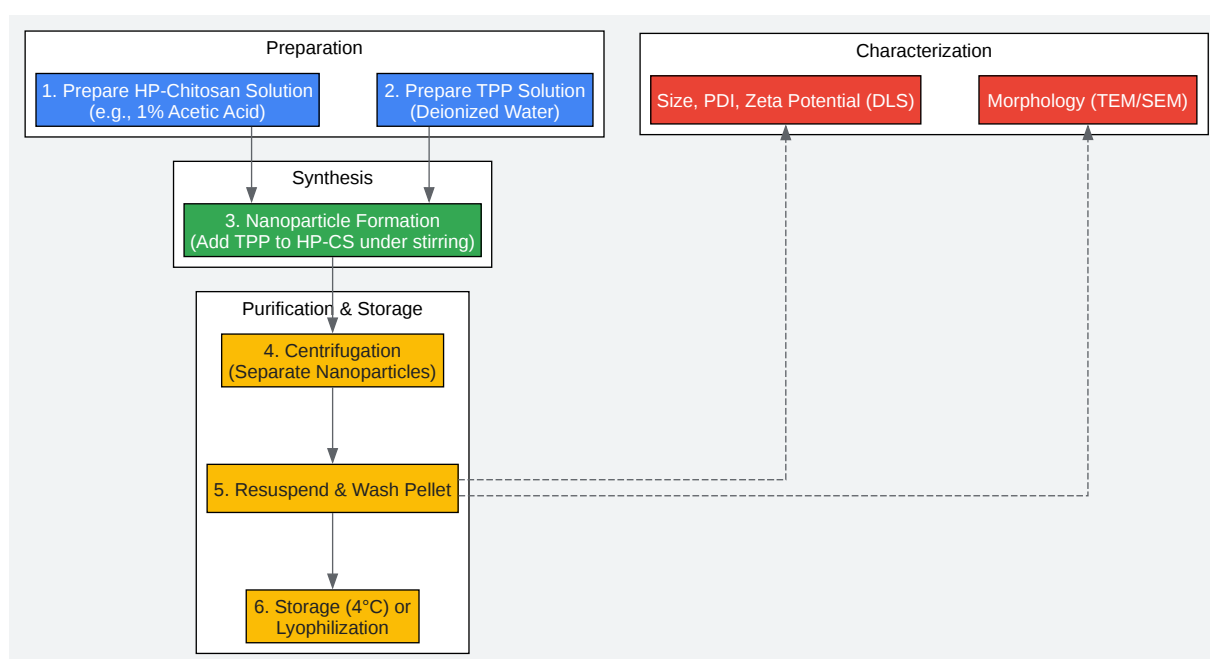 Preparation
1. Prepare HP-Chitosan Solution
(e.g., 1% Acetic Acid)
2. Prepare TPP Solution
(Deionized Water)
Characterization
Size, PDI, Zeta Potential (DLS)
Morphology (TEM/SEM)
Synthesis
3. Nanoparticle Formation
(Add TPP to HP-CS under stirring)
Purification & Storage
4. Centrifugation
(Separate Nanoparticles)
5. Resuspend & Wash Pellet
6. Storage (4°C) or
Lyophilization